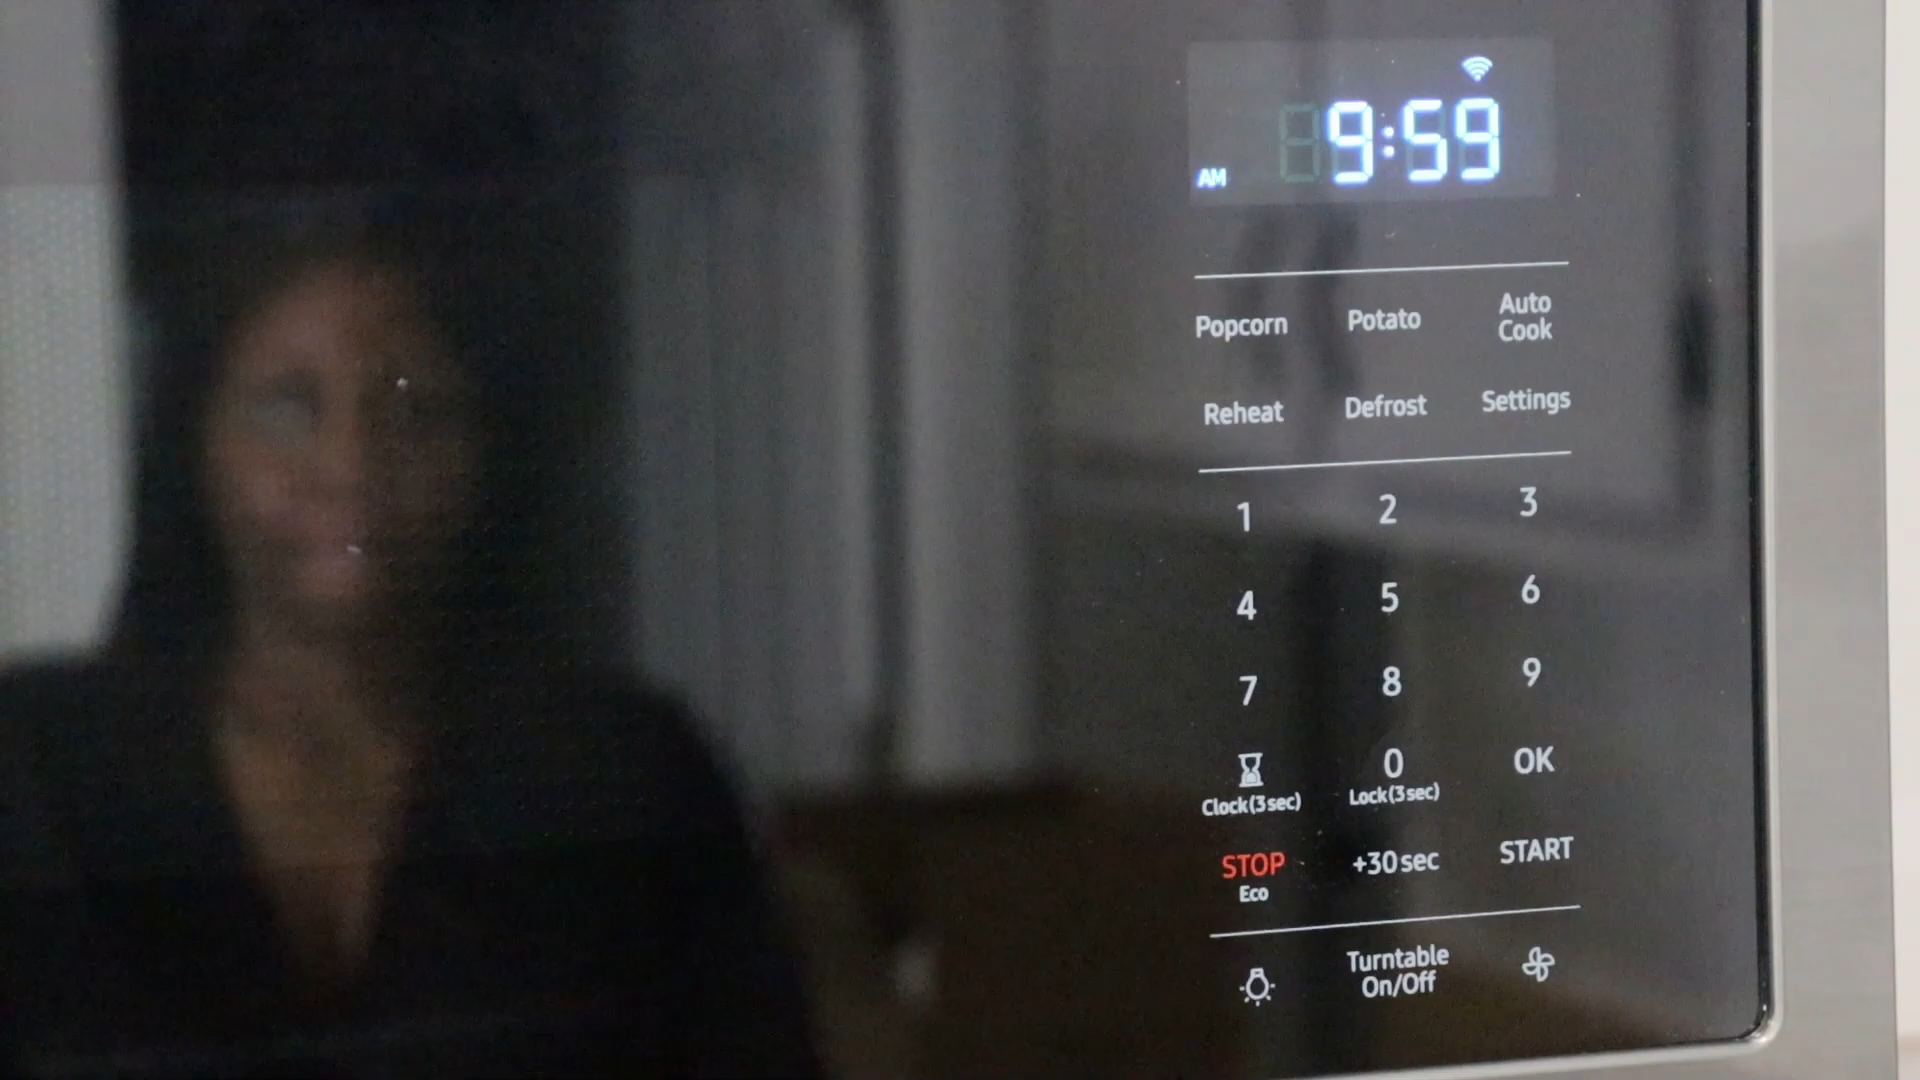 9:59
AM
Popcorn Potato Auto Cook
Reheat Defrost Settings
1 2 3
4 5 6
7 8 9
0 OK
Clock(3sec) Lock(3sec)
STOP +30sec START
Eco
Turntable
On/Off